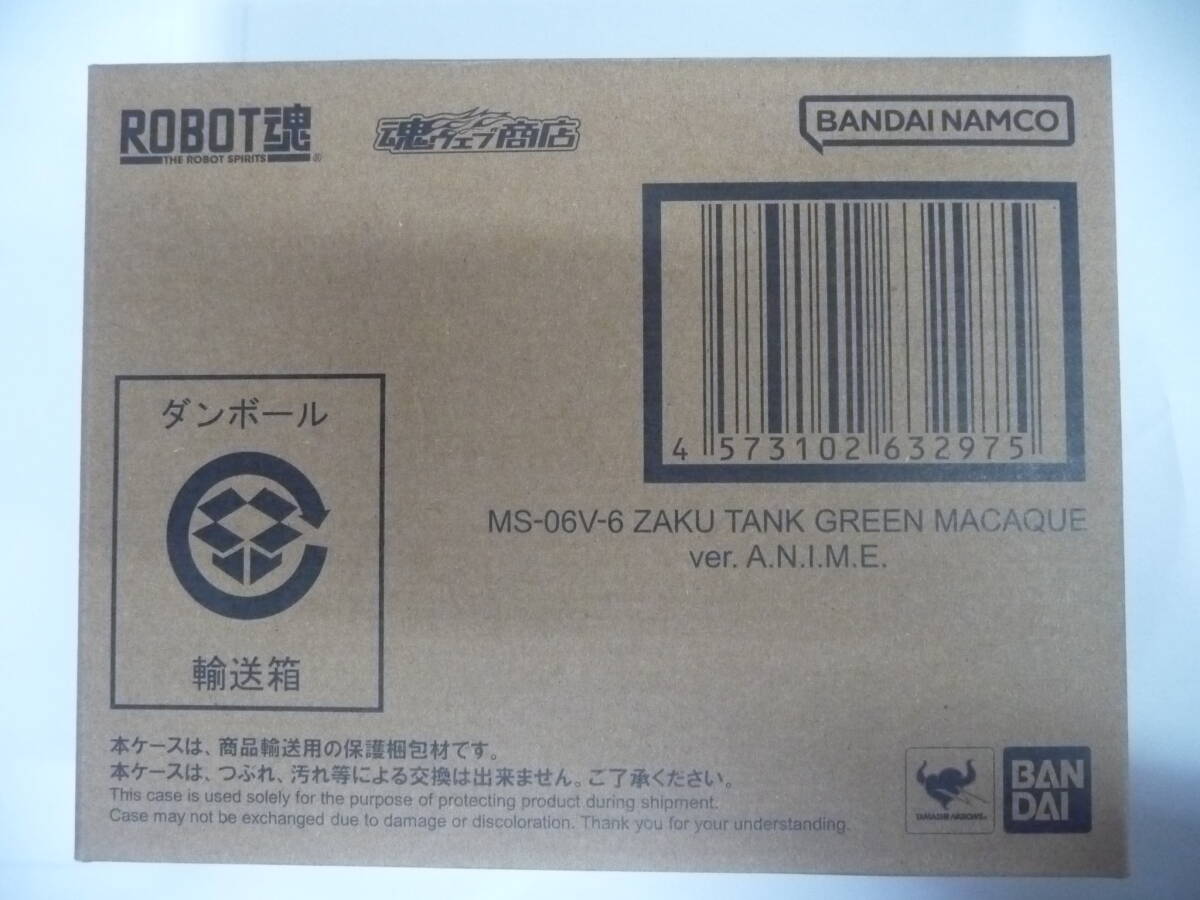 ROBOT魂
THE ROBOT SPIRITS ®
魂ウェブ商店
BANDAI NAMCO
4 573102 632975
MS-06V-6 ZAKU TANK GREEN MACAQUE
ver. A.N.I.M.E.
ダンボール
輸送箱
本ケースは、商品輸送用の保護梱包材です。
本ケースは、つぶれ、汚れ等による交換は出来ません。ご了承ください。
This case is used solely for the purpose of protecting product during shipment.
Case may not be exchanged due to damage or discoloration. Thank you for your understanding.
TAMASHII NATIONS
BAN
DAI